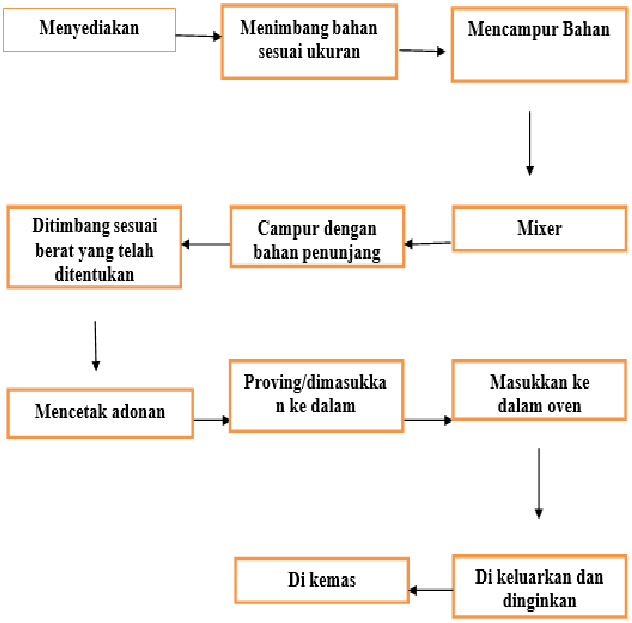 Menyediakan
Menimbang bahan
sesuai ukuran
Mencampur Bahan
Mixer
Campur dengan
bahan penunjang
Ditimbang sesuai
berat yang telah
ditentukan
Mencetak adonan
Proving/dimasukka
n ke dalam
Masukkan ke
dalam oven
Di keluarkan dan
dinginkan
Di kemas